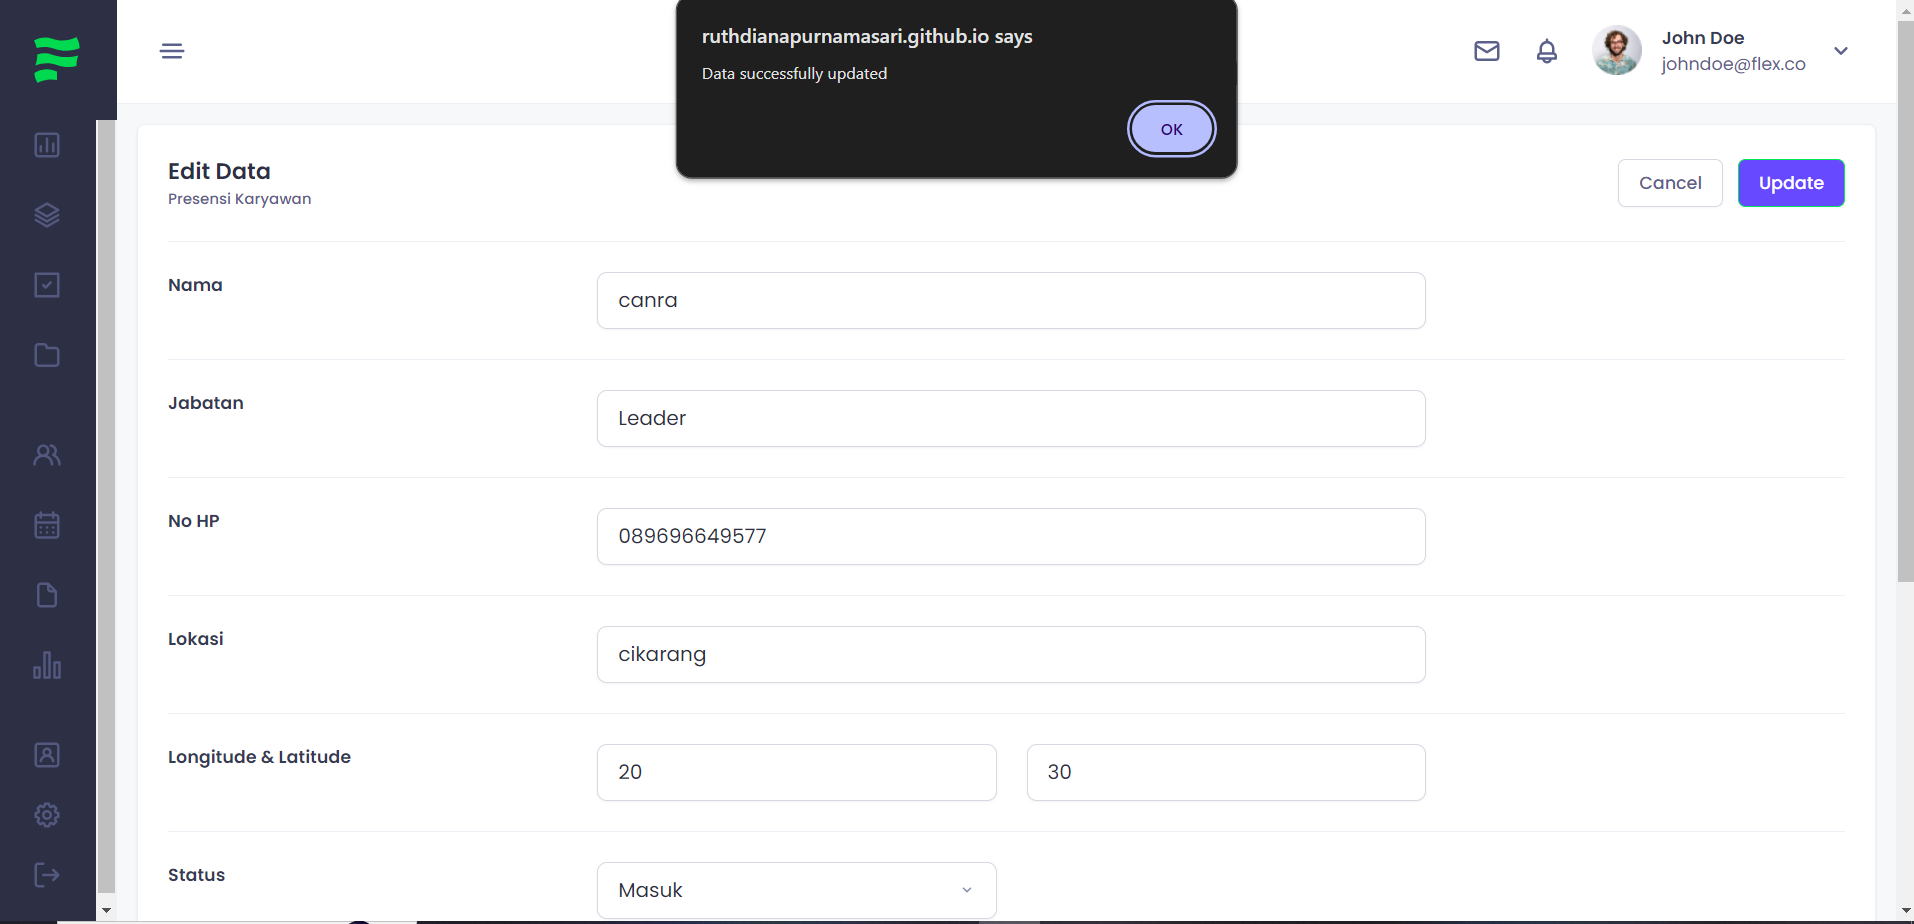 ruthdianapurnamasari.github.io says
Data successfully updated
OK
John Doe
johndoe@flex.co
Edit Data
Presensi Karyawan
Cancel
Update
Nama
canra
Jabatan
Leader
No HP
089696649577
Lokasi
cikarang
Longitude & Latitude
20
30
Status
Masuk